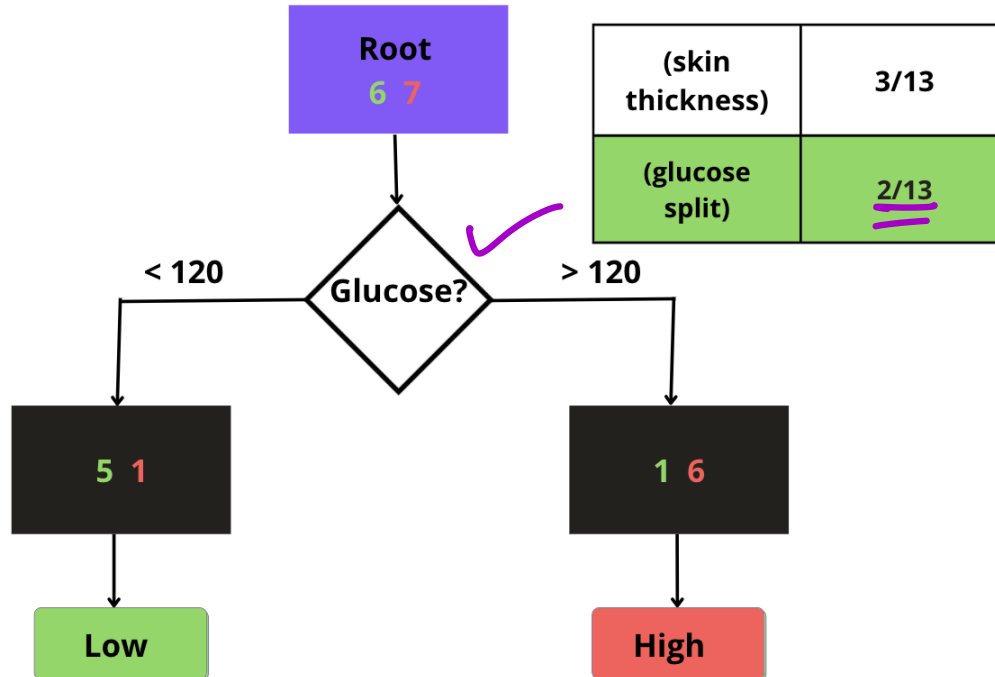 Root
6 7
(skin
thickness)
3/13
(glucose
split)
2/13
< 120
Glucose?
> 120
5 1
1 6
Low
High